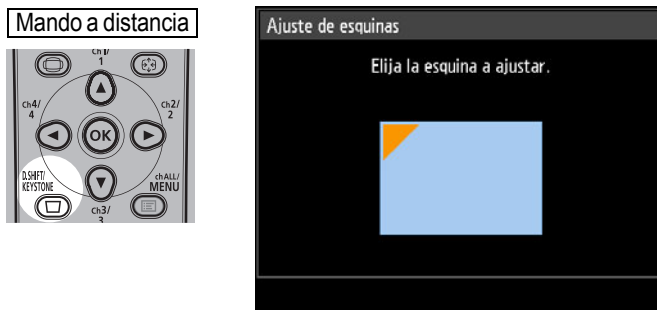 Mando a distancia
Ch1/
1
Ch4/
4
OK
Ch2/
2
D.SHIFT/
KEYSTONE
chALL/
MENU
Ch3/
3
Ajuste de esquinas
Elija la esquina a ajustar.